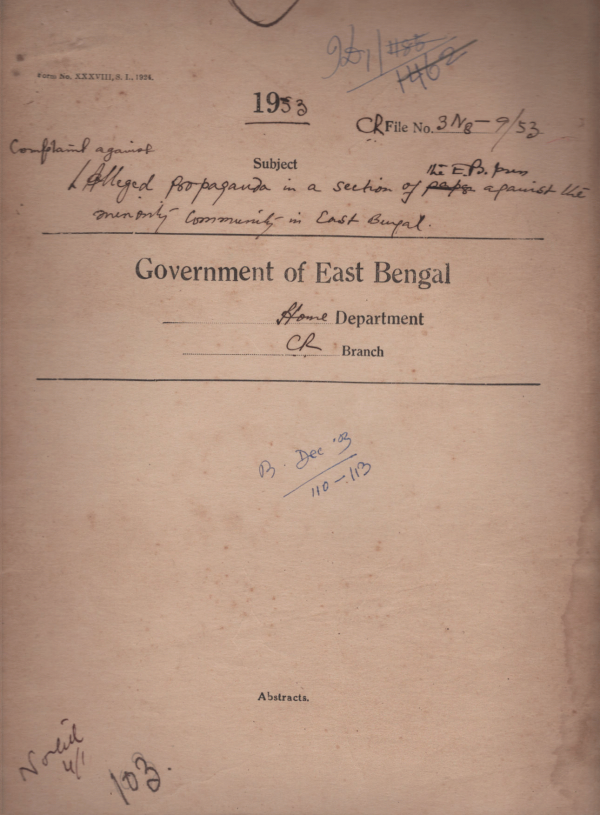 Form No. XXXVIII, S. I., 1924.
1953
CR File No. 3N8-9/53
Complaint against
Subject
Alleged propaganda in a section of the E.B. press against the
minority community in East Bengal.
Government of East Bengal
Home Department
CR Branch
B. Dec '53
110-113
Abstracts.
103.